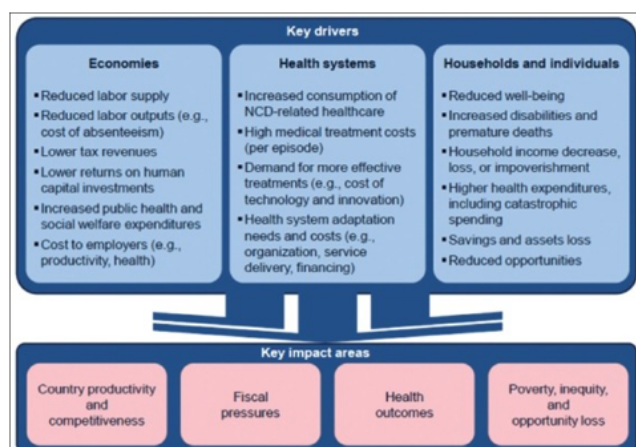 Key drivers
Economies
▪ Reduced labor supply
▪ Reduced labor outputs (e.g.,
cost of absenteeism)
▪ Lower tax revenues
▪ Lower returns on human
capital investments
▪ Increased public health and
social welfare expenditures
▪ Cost to employers (e.g.,
productivity, health)
Health systems
▪ Increased consumption of
NCD-related healthcare
▪ High medical treatment costs
(per episode)
▪ Demand for more effective
treatments (e.g., cost of
technology and innovation)
▪ Health system adaptation
needs and costs (e.g.,
organization, service
delivery, financing)
Households and individuals
▪ Reduced well-being
▪ Increased disabilities and
premature deaths
▪ Household income decrease,
loss, or impoverishment
▪ Higher health expenditures,
including catastrophic
spending
▪ Savings and assets loss
▪ Reduced opportunities
Key impact areas
Country productivity
and
competitiveness
Fiscal
pressures
Health
outcomes
Poverty, inequity,
and
opportunity loss